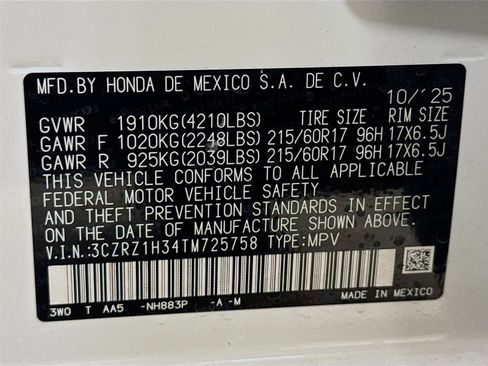 MFD.BY HONDA DE MEXICO S.A. DE C.V.
10/'25
GVWR 1910KG(4210LBS) TIRE SIZE RIM SIZE
GAWR F 1020KG(2248LBS) 215/60R17 96H 17X6.5J
GAWR R 925KG(2039LBS) 215/60R17 96H 17X6.5J
THIS VEHICLE CONFORMS TO ALL APPLICABLE
FEDERAL MOTOR VEHICLE SAFETY
STANDARDS IN EFFECT ON THE
DATE OF MANUFACTURE SHOWN ABOVE.
V.I.N.:3CZRZ1H34TM725758 TYPE:MPV
3WO T AA5 -NH883P -A-M
MADE IN MEXICO